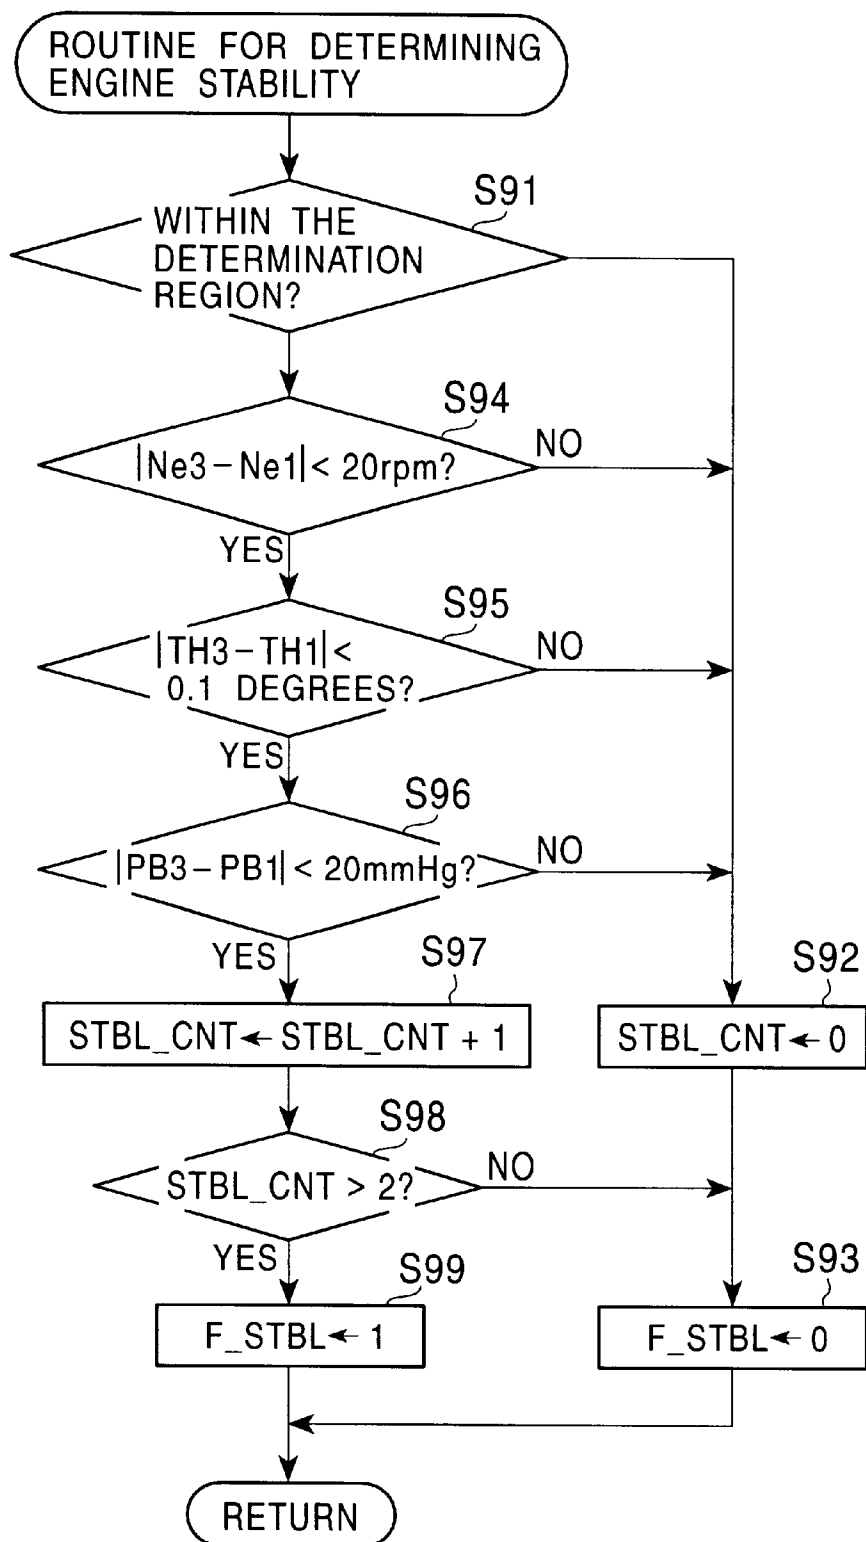 ROUTINE FOR DETERMINING
ENGINE STABILITY
S91
WITHIN THE
DETERMINATION
REGION?
S94
|Ne3-Ne1|< 20rpm?
NO
YES
S95
|TH3-TH1|<
0.1 DEGREES?
NO
YES
S96
|PB3-PB1|< 20mmHg?
NO
YES
S97
STBL_CNT←STBL_CNT + 1
S92
STBL_CNT←0
S98
STBL_CNT > 2?
NO
YES
S99
F_STBL←1
S93
F_STBL←0
RETURN